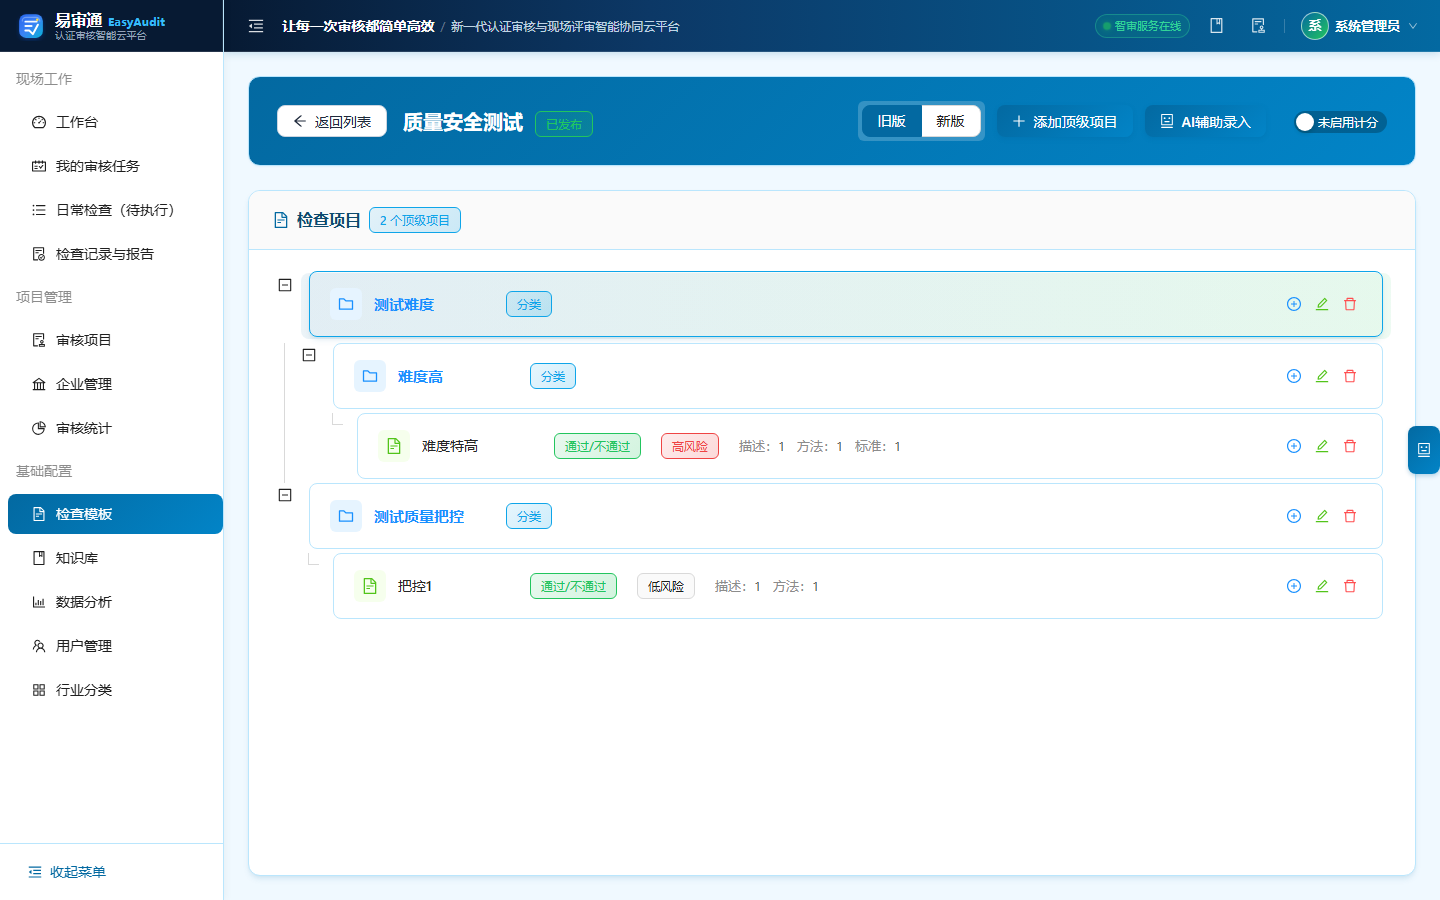 易审通 EasyAudit
认证审核智能云平台
让每一次审核都简单高效 / 新一代认证审核与现场评审智能协同云平台
智审服务在线
系 系统管理员
现场工作
工作台
我的审核任务
日常检查（待执行）
检查记录与报告
项目管理
审核项目
企业管理
审核统计
基础配置
检查模板
知识库
数据分析
用户管理
行业分类
收起菜单
返回列表 质量安全测试 已发布
旧版 新版 添加顶级项目 AI辅助录入 未启用计分
检查项目 2 个顶级项目
测试难度 分类
难度高 分类
难度特高 通过/不通过 高风险 描述：1 方法：1 标准：1
测试质量把控 分类
把控1 通过/不通过 低风险 描述：1 方法：1